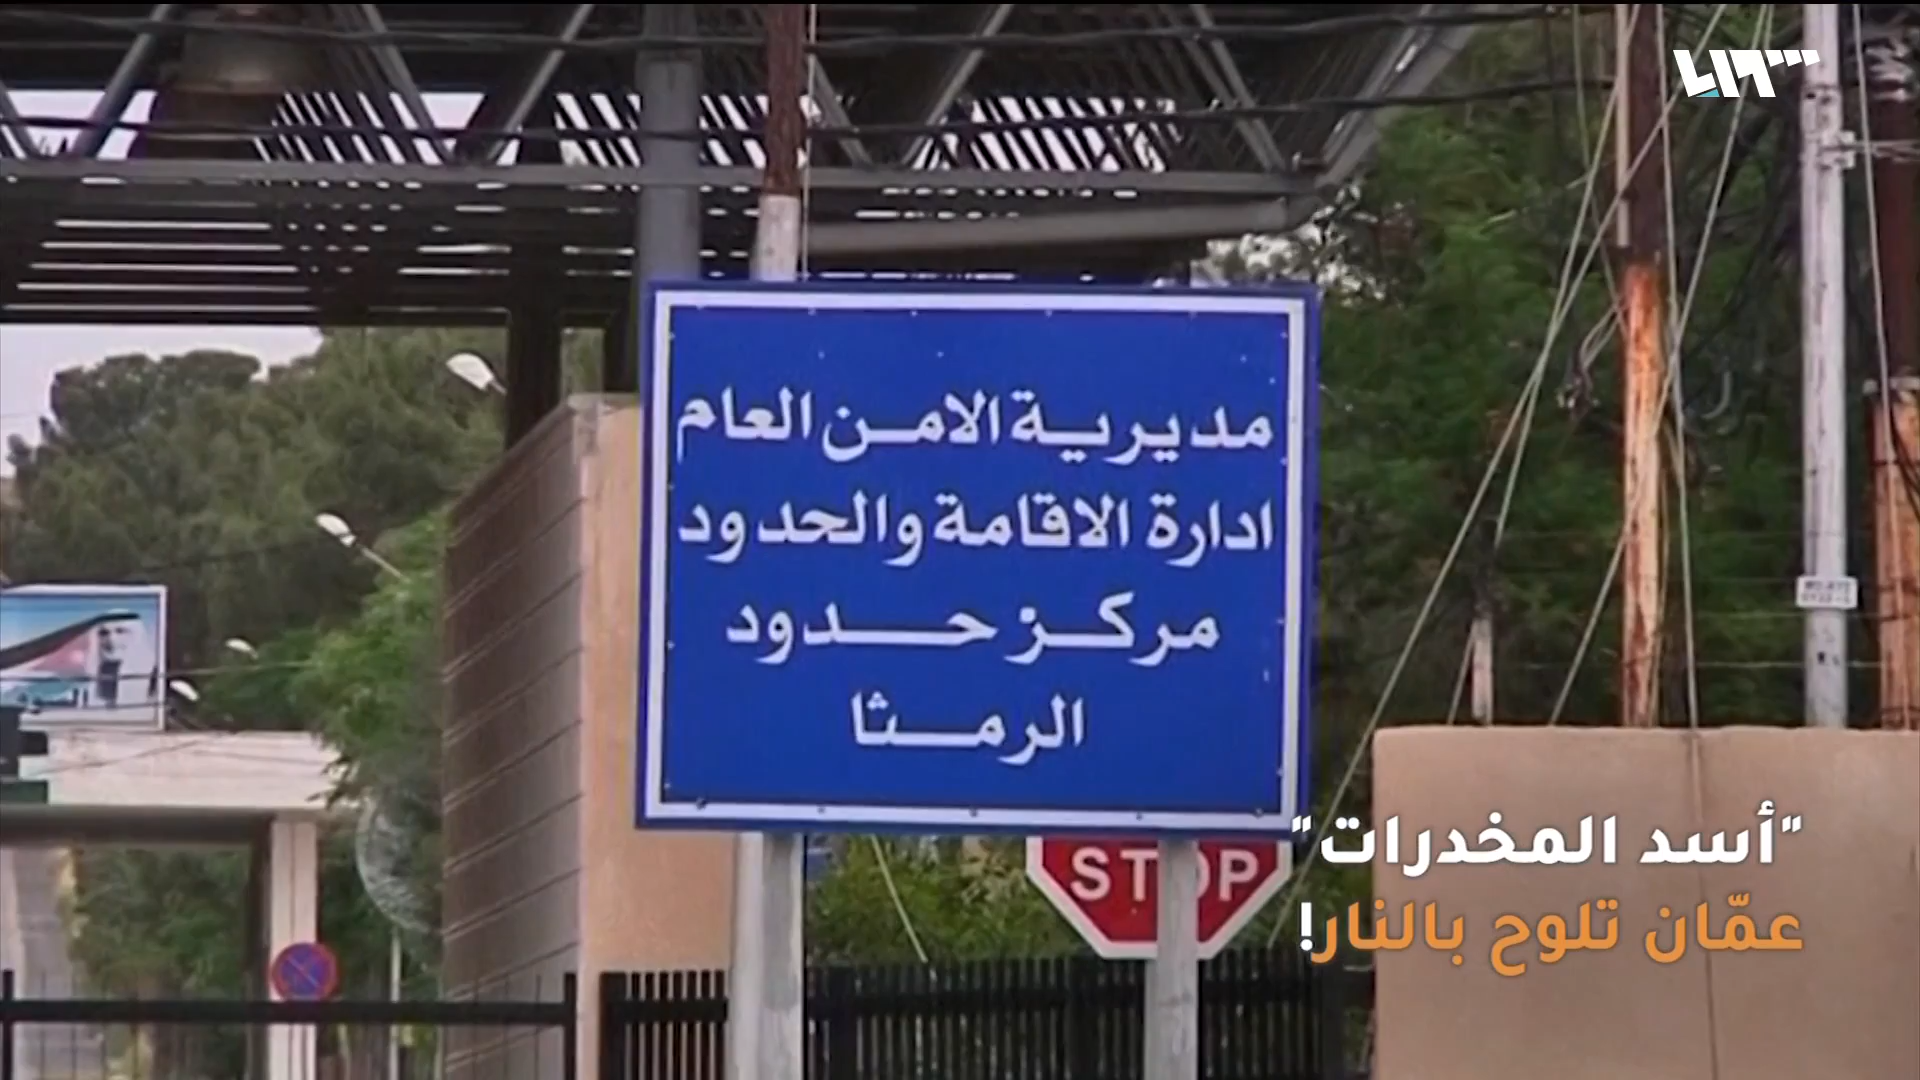 مديرية الامن العام
ادارة الاقامة والحدود
مركز حدود
الرمثا
STOP
"أسد المخدرات"
عمّان تلوح بالنار!